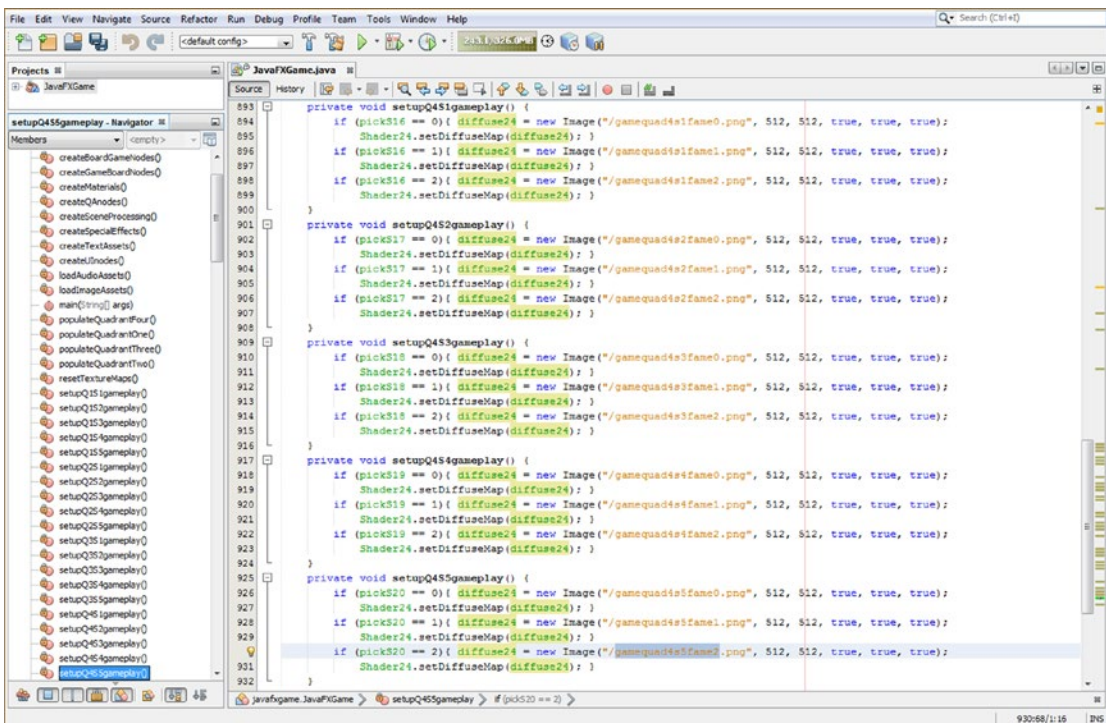 File Edit View Navigate Source Refactor Run Debug Profile Team Tools Window Help
Search (Ctrl+I)
<default config>
Projects
JavaFXGame
setupQ4S5gameplay - Navigator
Members <empty>
createBoardGameNodes()
createGameBoardNodes()
createMaterials()
createQAnodes()
createSceneProcessing()
createSpecialEffects()
createTextAssets()
createUInodes()
loadAudioAssets()
loadImageAssets()
main(String[] args)
populateQuadrantFour()
populateQuadrantOne()
populateQuadrantThree()
populateQuadrantTwo()
resetTextureMaps()
setupQ1S1gameplay()
setupQ1S2gameplay()
setupQ1S3gameplay()
setupQ1S4gameplay()
setupQ1S5gameplay()
setupQ2S1gameplay()
setupQ2S2gameplay()
setupQ2S3gameplay()
setupQ2S4gameplay()
setupQ2S5gameplay()
setupQ3S1gameplay()
setupQ3S2gameplay()
setupQ3S3gameplay()
setupQ3S4gameplay()
setupQ3S5gameplay()
setupQ4S1gameplay()
setupQ4S2gameplay()
setupQ4S3gameplay()
setupQ4S4gameplay()
setupQ4S5gameplay()
JavaFXGame.java
Source History
893 private void setupQ4S1gameplay() {
894 if (pickS16 == 0){ diffuse24 = new Image("/gamequad4s1fame0.png", 512, 512, true, true, true);
895 Shader24.setDiffuseMap(diffuse24); }
896 if (pickS16 == 1){ diffuse24 = new Image("/gamequad4s1fame1.png", 512, 512, true, true, true);
897 Shader24.setDiffuseMap(diffuse24); }
898 if (pickS16 == 2){ diffuse24 = new Image("/gamequad4s1fame2.png", 512, 512, true, true, true);
899 Shader24.setDiffuseMap(diffuse24); }
900 }
901 private void setupQ4S2gameplay() {
902 if (pickS17 == 0){ diffuse24 = new Image("/gamequad4s2fame0.png", 512, 512, true, true, true);
903 Shader24.setDiffuseMap(diffuse24); }
904 if (pickS17 == 1){ diffuse24 = new Image("/gamequad4s2fame1.png", 512, 512, true, true, true);
905 Shader24.setDiffuseMap(diffuse24); }
906 if (pickS17 == 2){ diffuse24 = new Image("/gamequad4s2fame2.png", 512, 512, true, true, true);
907 Shader24.setDiffuseMap(diffuse24); }
908 }
909 private void setupQ4S3gameplay() {
910 if (pickS18 == 0){ diffuse24 = new Image("/gamequad4s3fame0.png", 512, 512, true, true, true);
911 Shader24.setDiffuseMap(diffuse24); }
912 if (pickS18 == 1){ diffuse24 = new Image("/gamequad4s3fame1.png", 512, 512, true, true, true);
913 Shader24.setDiffuseMap(diffuse24); }
914 if (pickS18 == 2){ diffuse24 = new Image("/gamequad4s3fame2.png", 512, 512, true, true, true);
915 Shader24.setDiffuseMap(diffuse24); }
916 }
917 private void setupQ4S4gameplay() {
918 if (pickS19 == 0){ diffuse24 = new Image("/gamequad4s4fame0.png", 512, 512, true, true, true);
919 Shader24.setDiffuseMap(diffuse24); }
920 if (pickS19 == 1){ diffuse24 = new Image("/gamequad4s4fame1.png", 512, 512, true, true, true);
921 Shader24.setDiffuseMap(diffuse24); }
922 if (pickS19 == 2){ diffuse24 = new Image("/gamequad4s4fame2.png", 512, 512, true, true, true);
923 Shader24.setDiffuseMap(diffuse24); }
924 }
925 private void setupQ4S5gameplay() {
926 if (pickS20 == 0){ diffuse24 = new Image("/gamequad4s5fame0.png", 512, 512, true, true, true);
927 Shader24.setDiffuseMap(diffuse24); }
928 if (pickS20 == 1){ diffuse24 = new Image("/gamequad4s5fame1.png", 512, 512, true, true, true);
929 Shader24.setDiffuseMap(diffuse24); }
if (pickS20 == 2){ diffuse24 = new Image("/gamequad4s5fame2.png", 512, 512, true, true, true);
931 Shader24.setDiffuseMap(diffuse24); }
932 }
javafxgame.JavaFXGame setupQ4S5gameplay if (pickS20 == 2)
930:68/1:16 INS